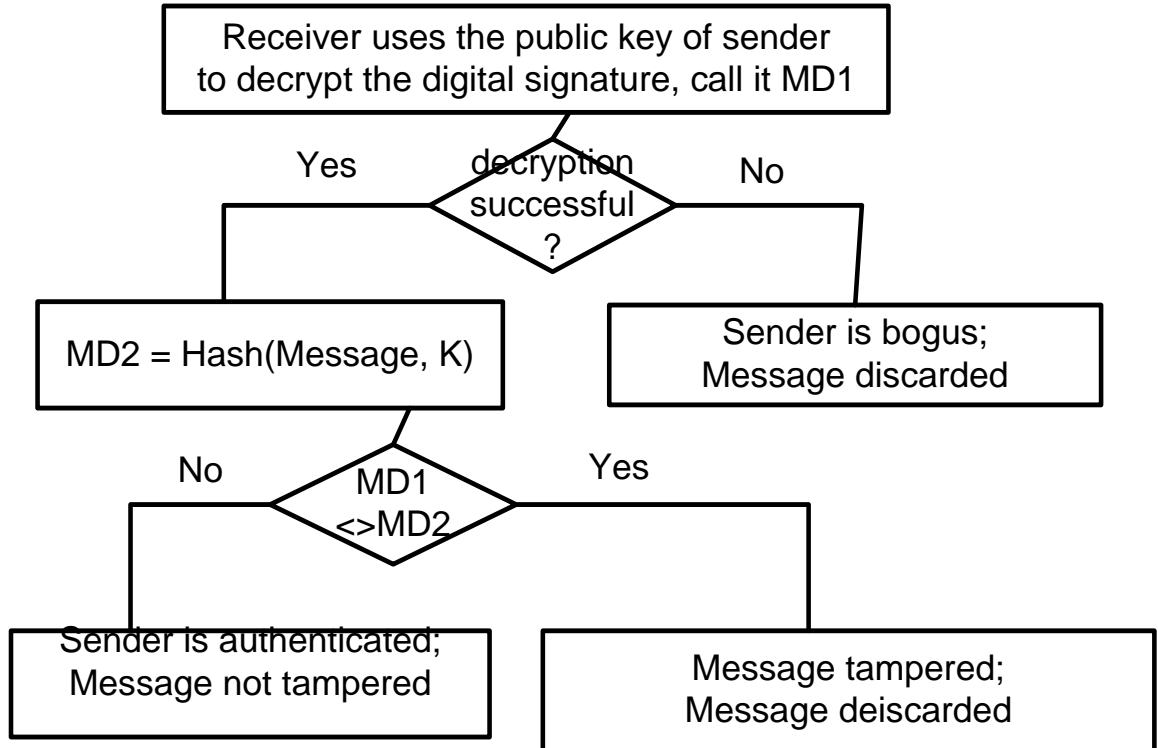 Receiver uses the public key of sender
to decrypt the digital signature, call it MD1
Yes
decryption
successful
?
No
MD2 = Hash(Message, K)
Sender is bogus;
Message discarded
No
MD1
<>MD2
Yes
Sender is authenticated;
Message not tampered
Message tampered;
Message deiscarded